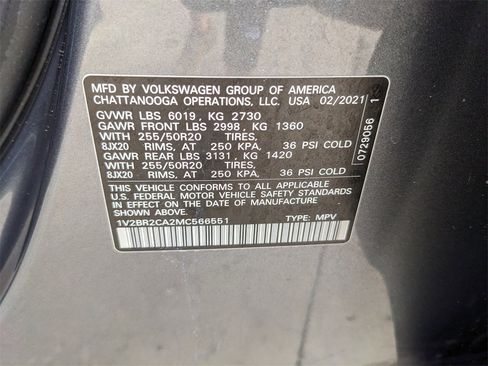 MFD BY VOLKSWAGEN GROUP OF AMERICA
CHATTANOOGA OPERATIONS, LLC. USA 02/2021
GVWR LBS 6019, KG 2730
GAWR FRONT LBS 2998, KG 1360
WITH 255/50R20 TIRES,
8JX20 RIMS, AT 250 KPA, 36 PSI COLD
GAWR REAR LBS 3131, KG 1420
WITH 255/50R20 TIRES,
8JX20 RIMS, AT 250 KPA, 36 PSI COLD
THIS VEHICLE CONFORMS TO ALL APPLICABLE
U.S. FEDERAL MOTOR VEHICLE SAFETY STANDARDS
IN EFFECT ON THE DATE OF MANUFACTURE
SHOWN ABOVE.
1V2BR2CA2MC566551 TYPE: MPV
0729056 1